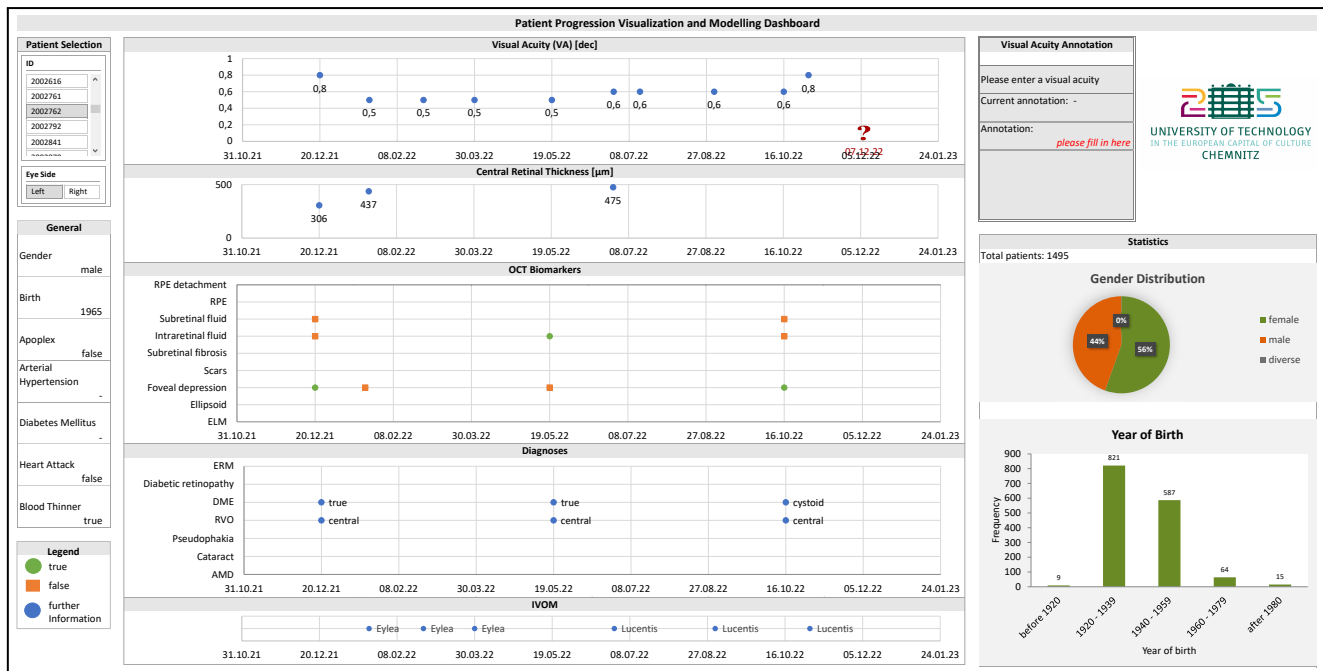 Patient Progression Visualization and Modelling Dashboard
Patient Selection
ID
2002616
2002761
2002762
2002792
2002841
Eye Side
Left Right
General
Gender
male
Birth
1965
Apoplex
false
Arterial
Hypertension
-
Diabetes Mellitus
-
Heart Attack
false
Blood Thinner
true
Legend
true
false
further
Information
Visual Acuity (VA) [dec]
1
0,8
0,6
0,4
0,2
0
0,8
0,5
0,5
0,5
0,5
0,6
0,6
0,6
0,6
0,8
?
07.12.22
31.10.21 20.12.21 08.02.22 30.03.22 19.05.22 08.07.22 27.08.22 16.10.22 05.12.22 24.01.23
Central Retinal Thickness [µm]
500
0
306
437
475
31.10.21 20.12.21 08.02.22 30.03.22 19.05.22 08.07.22 27.08.22 16.10.22 05.12.22 24.01.23
OCT Biomarkers
RPE detachment
RPE
Subretinal fluid
Intraretinal fluid
Subretinal fibrosis
Scars
Foveal depression
Ellipsoid
ELM
31.10.21 20.12.21 08.02.22 30.03.22 19.05.22 08.07.22 27.08.22 16.10.22 05.12.22 24.01.23
Diagnoses
ERM
Diabetic retinopathy
DME true true cystoid
RVO central central central
Pseudophakia
Cataract
AMD
31.10.21 20.12.21 08.02.22 30.03.22 19.05.22 08.07.22 27.08.22 16.10.22 05.12.22 24.01.23
IVOM
Eylea Eylea Eylea Lucentis Lucentis Lucentis
31.10.21 20.12.21 08.02.22 30.03.22 19.05.22 08.07.22 27.08.22 16.10.22 05.12.22 24.01.23
Visual Acuity Annotation
Please enter a visual acuity
Current annotation: -
Annotation:
please fill in here
UNIVERSITY OF TECHNOLOGY
IN THE EUROPEAN CAPITAL OF CULTURE
CHEMNITZ
Statistics
Total patients: 1495
Gender Distribution
0%
44%
56%
female
male
diverse
Year of Birth
Frequency
900
800
700
600
500
400
300
200
100
0
9
821
587
64
15
before 1920
1920 - 1939
1940 - 1959
1960 - 1979
after 1980
Year of birth